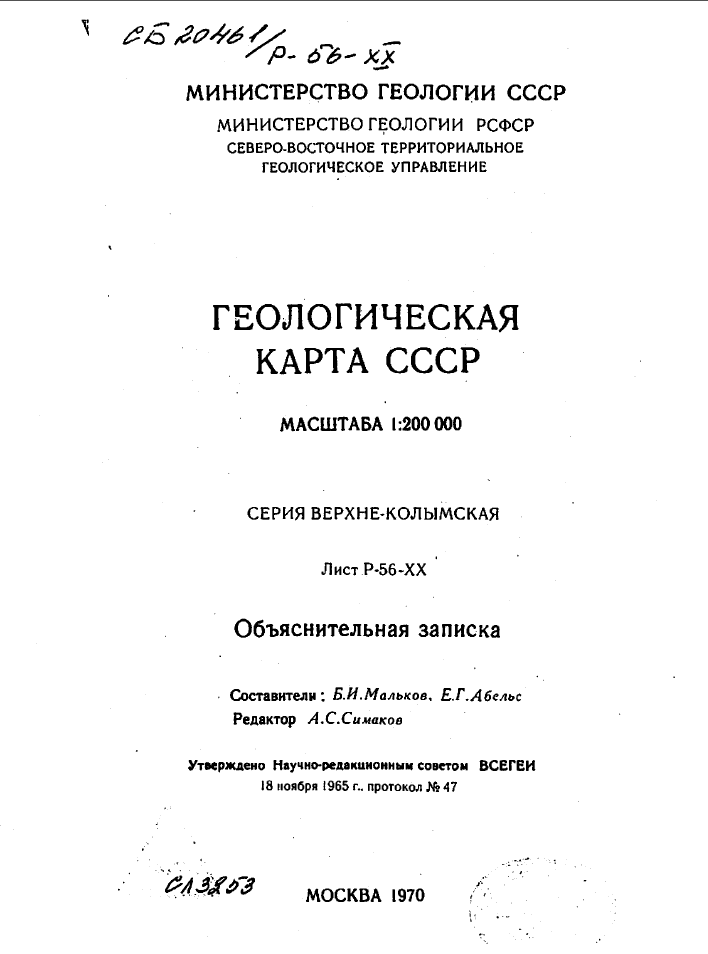 СБ 20461/
Р-56-XX
МИНИСТЕРСТВО ГЕОЛОГИИ СССР
МИНИСТЕРСТВО ГЕОЛОГИИ РСФСР
СЕВЕРО-ВОСТОЧНОЕ ТЕРРИТОРИАЛЬНОЕ
ГЕОЛОГИЧЕСКОЕ УПРАВЛЕНИЕ
ГЕОЛОГИЧЕСКАЯ
КАРТА СССР
МАСШТАБА 1:200 000
СЕРИЯ ВЕРХНЕ-КОЛЫМСКАЯ
Лист Р-56-XX
Объяснительная записка
Составители: Б.И.Мальков, Е.Г.Абельс
Редактор А.С.Симаков
Утверждено Научно-редакционным советом ВСЕГЕИ
18 ноября 1965 г., протокол № 47
МОСКВА 1970